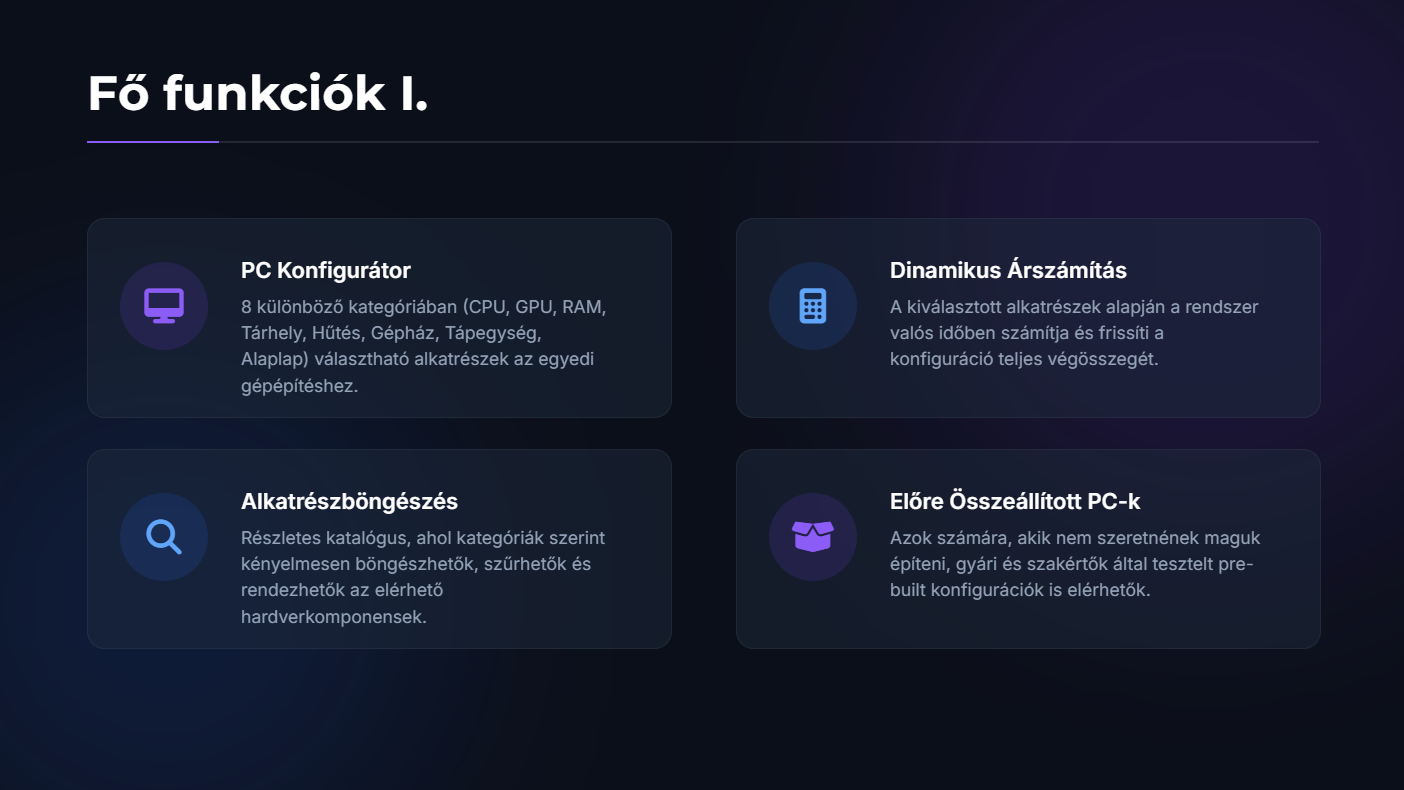 Fő funkciók I.
PC Konfigurátor
8 különböző kategóriában (CPU, GPU, RAM,
Tárhely, Hűtés, Gépház, Tápegység,
Alaplap) választható alkatrészek az egyedi
gépépítéshez.
Dinamikus Árszámítás
A kiválasztott alkatrészek alapján a rendszer
valós időben számítja és frissíti a
konfiguráció teljes végösszegét.
Alkatrészböngészés
Részletes katalógus, ahol kategóriák szerint
kényelmesen böngészhetők, szűrhetők és
rendezhetők az elérhető
hardverkomponensek.
Előre Összeállított PC-k
Azok számára, akik nem szeretnének maguk
építeni, gyári és szakértők által tesztelt pre-
built konfigurációk is elérhetők.